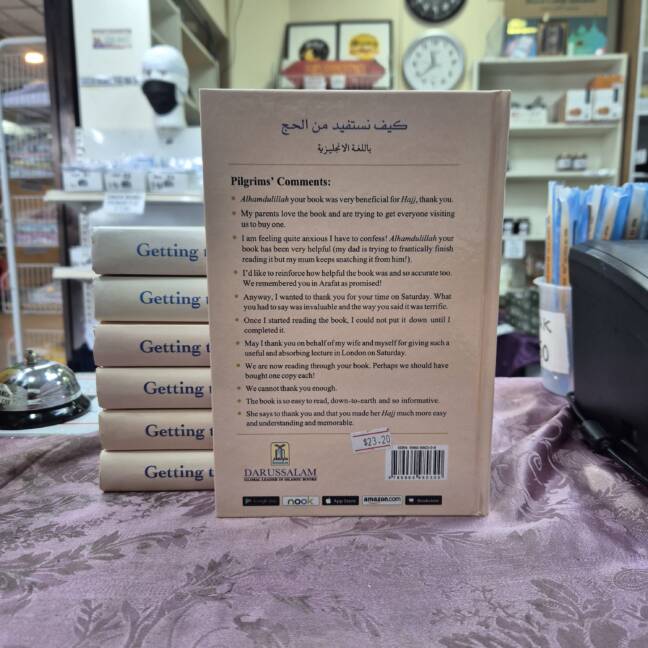 كيف نستفيد من الحج
باللغة الانجليزية
Pilgrims' Comments:
Alhamdulillah your book was very beneficial for Hajj, thank you.
My parents love the book and are trying to get everyone visiting
us to buy one.
I am feeling quite anxious I have to confess! Alhamdulillah your
book has been very helpful (my dad is trying to frantically finish
reading it but my mum keeps snatching it from him!).
I'd like to reinforce how helpful the book was and so accurate too.
We remembered you in Arafat as promised!
Anyway, I wanted to thank you for your time on Saturday. What
you had to say was invaluable and the way you said it was terrific.
Once I started reading the book, I could not put it down until I
completed it.
May I thank you on behalf of my wife and myself for giving such a
useful and absorbing lecture in London on Saturday.
We are now reading through your book. Perhaps we should have
bought one copy each!
We cannot thank you enough.
The book is so easy to read, down-to-earth and so informative.
She says to thank you and that you made her Hajj much more easy
and understanding and memorable.
$23.20
DARUSSALAM
GLOBAL LEADER IN ISLAMIC BOOKS
nook
App Store
amazon.com
Getting
Getting
Getting
Getting
Getting
Getting